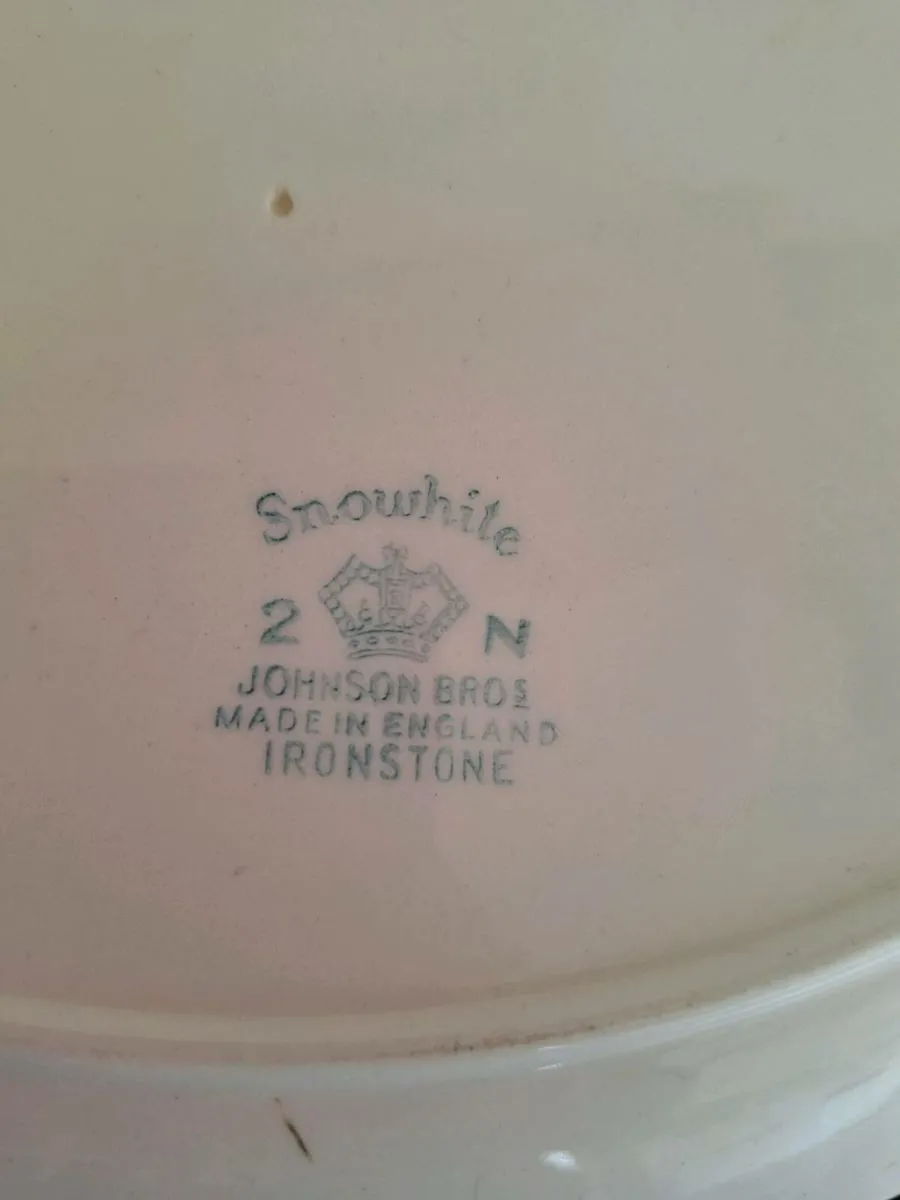 Snowhite
2 N
JOHNSON BROS
MADE IN ENGLAND
IRONSTONE